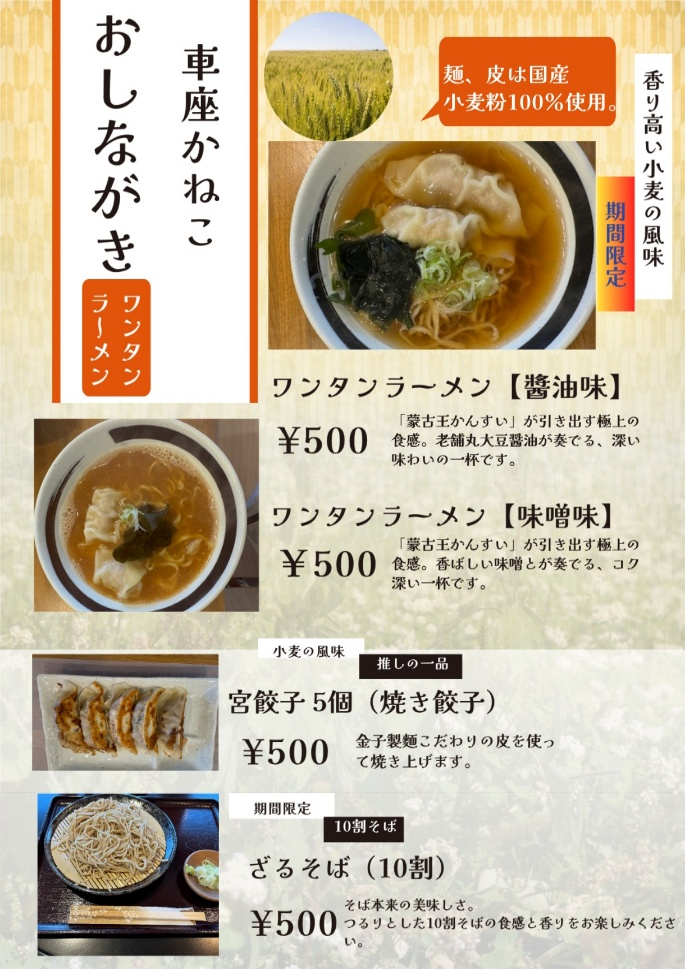 車座かねこ
おしながき
ワンタン
ラーメン
麺、皮は国産
小麦粉100%使用。
香り高い小麦の風味
期間限定
ワンタンラーメン【醬油味】
¥500
「蒙古王かんすい」が引き出す極上の
食感。老舗丸大豆醬油が奏でる、深い
味わいの一杯です。
ワンタンラーメン【味噌味】
¥500
「蒙古王かんすい」が引き出す極上の
食感。香ばしい味噌とが奏でる、コク
深い一杯です。
小麦の風味
推しの一品
宮餃子 5個（焼き餃子）
¥500
金子製麺こだわりの皮を使っ
て焼き上げます。
期間限定
10割そば
ざるそば（10割）
¥500
そば本来の美味しさ。
つるりとした10割そばの食感と香りをお楽しみくださ
い。